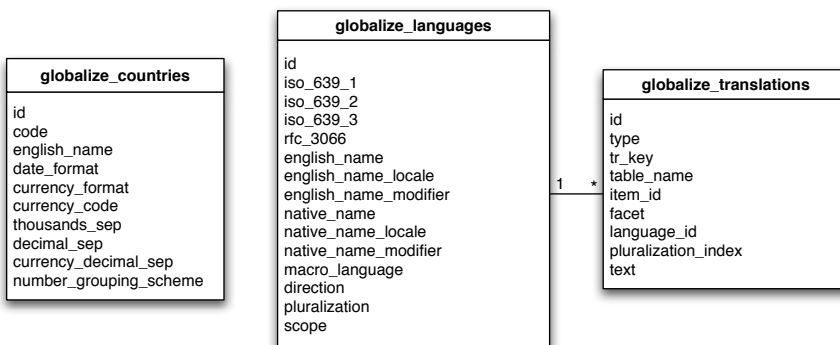 globalize_countries
id
code
english_name
date_format
currency_format
currency_code
thousands_sep
decimal_sep
currency_decimal_sep
number_grouping_scheme
globalize_languages
id
iso_639_1
iso_639_2
iso_639_3
rfc_3066
english_name
english_name_locale
english_name_modifier
native_name
native_name_locale
native_name_modifier
macro_language
direction
pluralization
scope
1
*
globalize_translations
id
type
tr_key
table_name
item_id
facet
language_id
pluralization_index
text